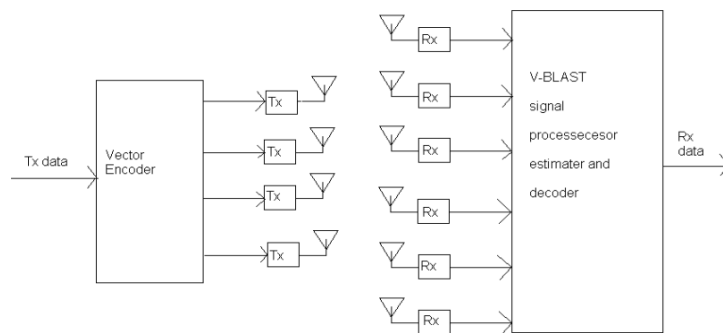 Tx data
Vector
Encoder
Tx
Tx
Tx
Tx
Rx
Rx
Rx
Rx
Rx
Rx
V-BLAST
signal
processecesor
estimater and
decoder
Rx
data